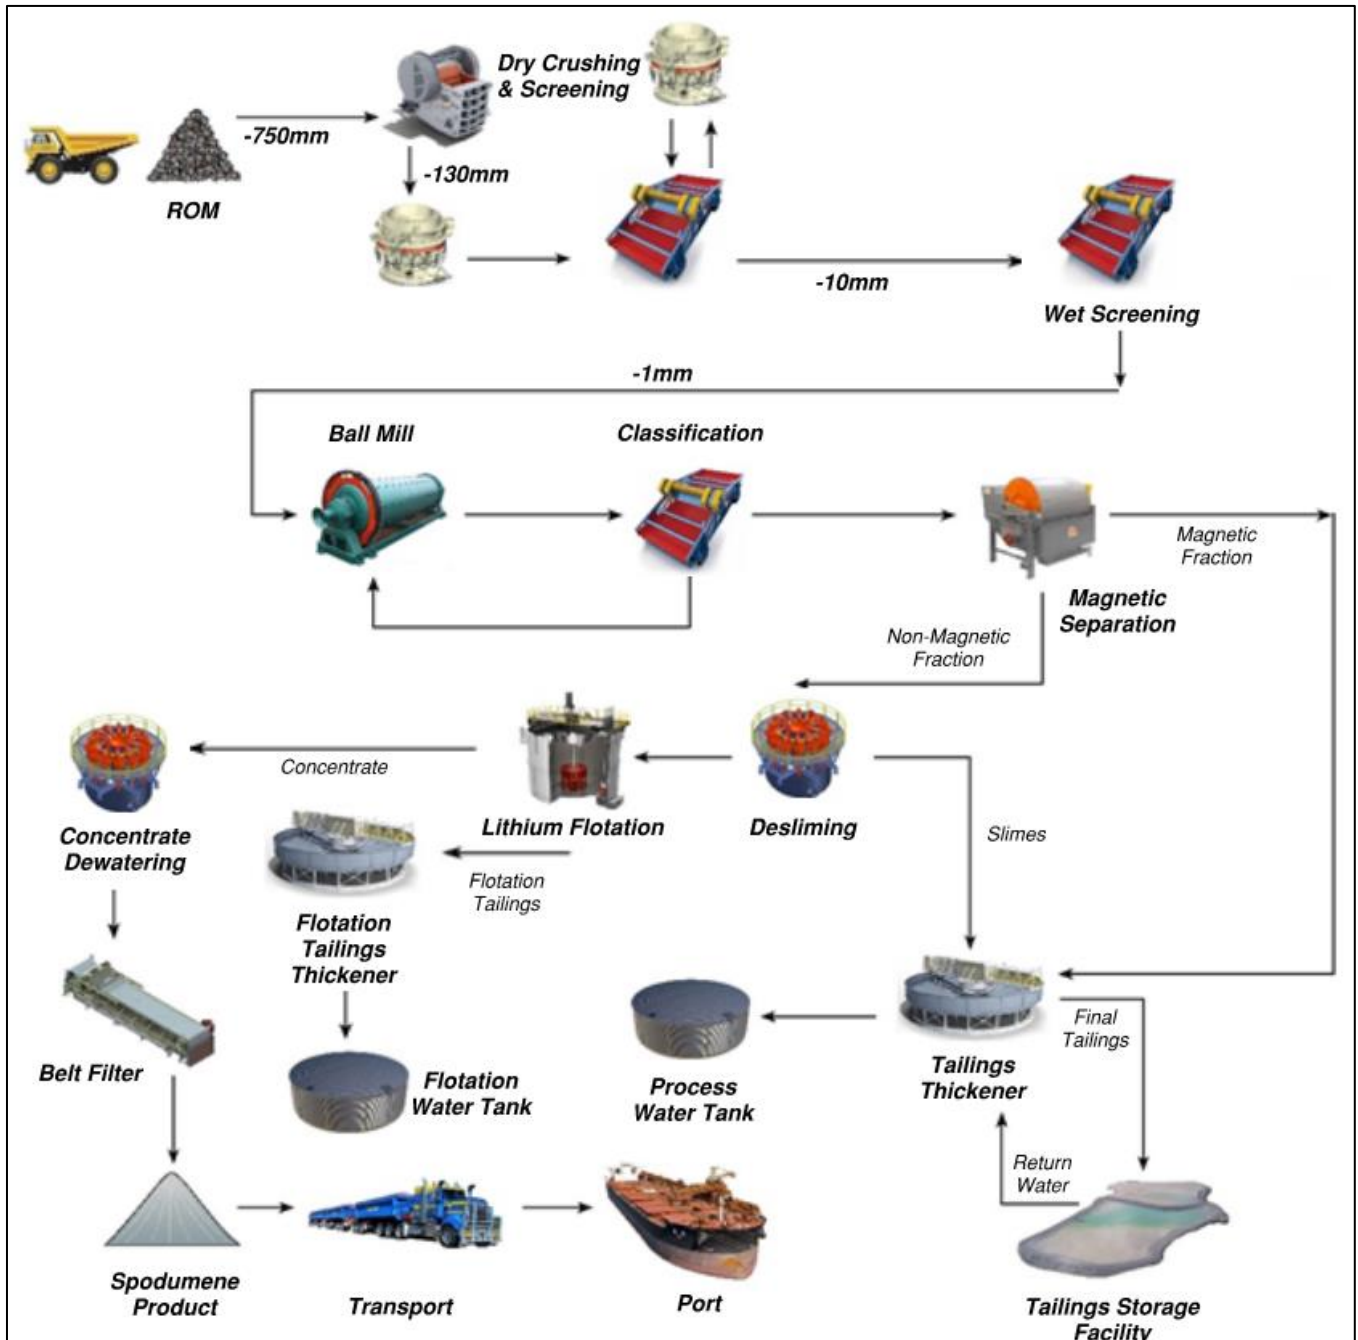 Dry Crushing
& Screening
-750mm
-130mm
ROM
-10mm
Wet Screening
-1mm
Ball Mill
Classification
Magnetic
Fraction
Magnetic
Separation
Non-Magnetic
Fraction
Concentrate
Lithium Flotation
Desliming
Slimes
Concentrate
Dewatering
Flotation
Tailings
Flotation
Tailings
Thickener
Final
Tailings
Belt Filter
Flotation
Water Tank
Process
Water Tank
Tailings
Thickener
Return
Water
Spodumene
Product
Transport
Port
Tailings Storage
Facility